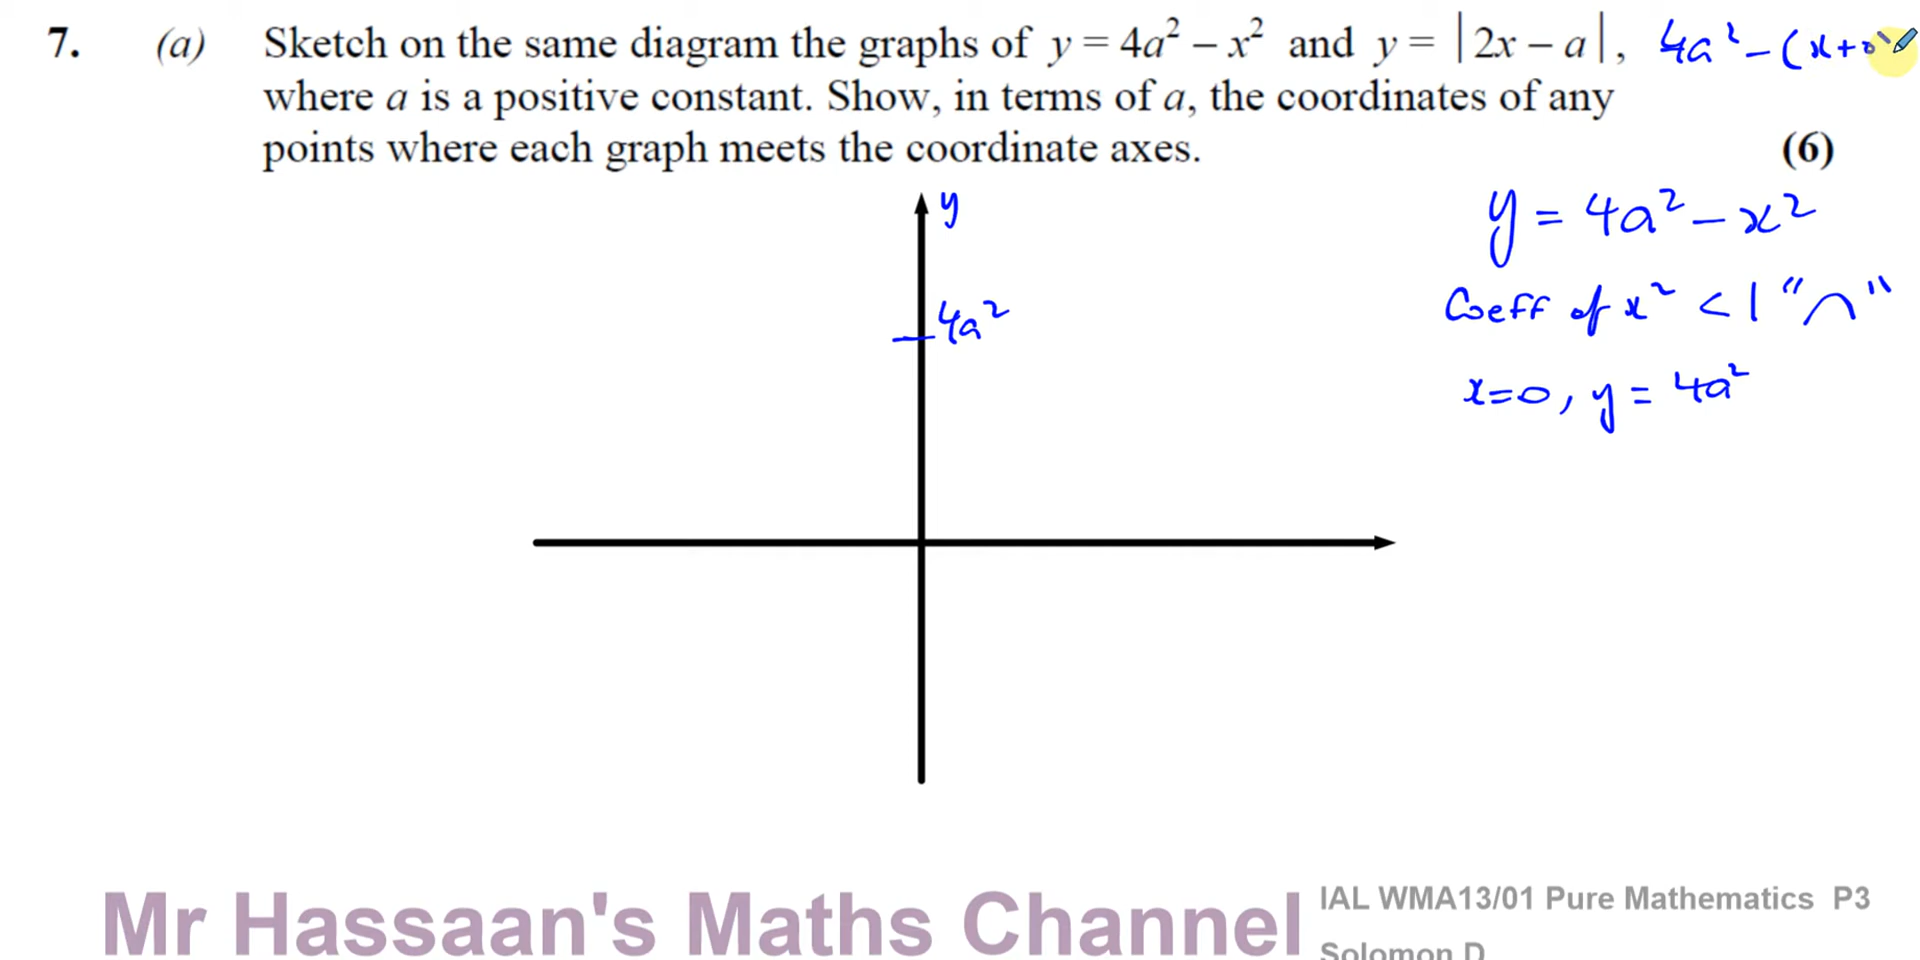 7. (a) Sketch on the same diagram the graphs of y = 4a² – x² and y = |2x – a|, 4a² – (x+0
where a is a positive constant. Show, in terms of a, the coordinates of any
points where each graph meets the coordinate axes. (6)
y
y = 4a² – x²
Coeff of x² < 1 "∩"
4a²
x=0, y = 4a²
Mr Hassaan's Maths Channel
IAL WMA13/01 Pure Mathematics P3
Solomon D